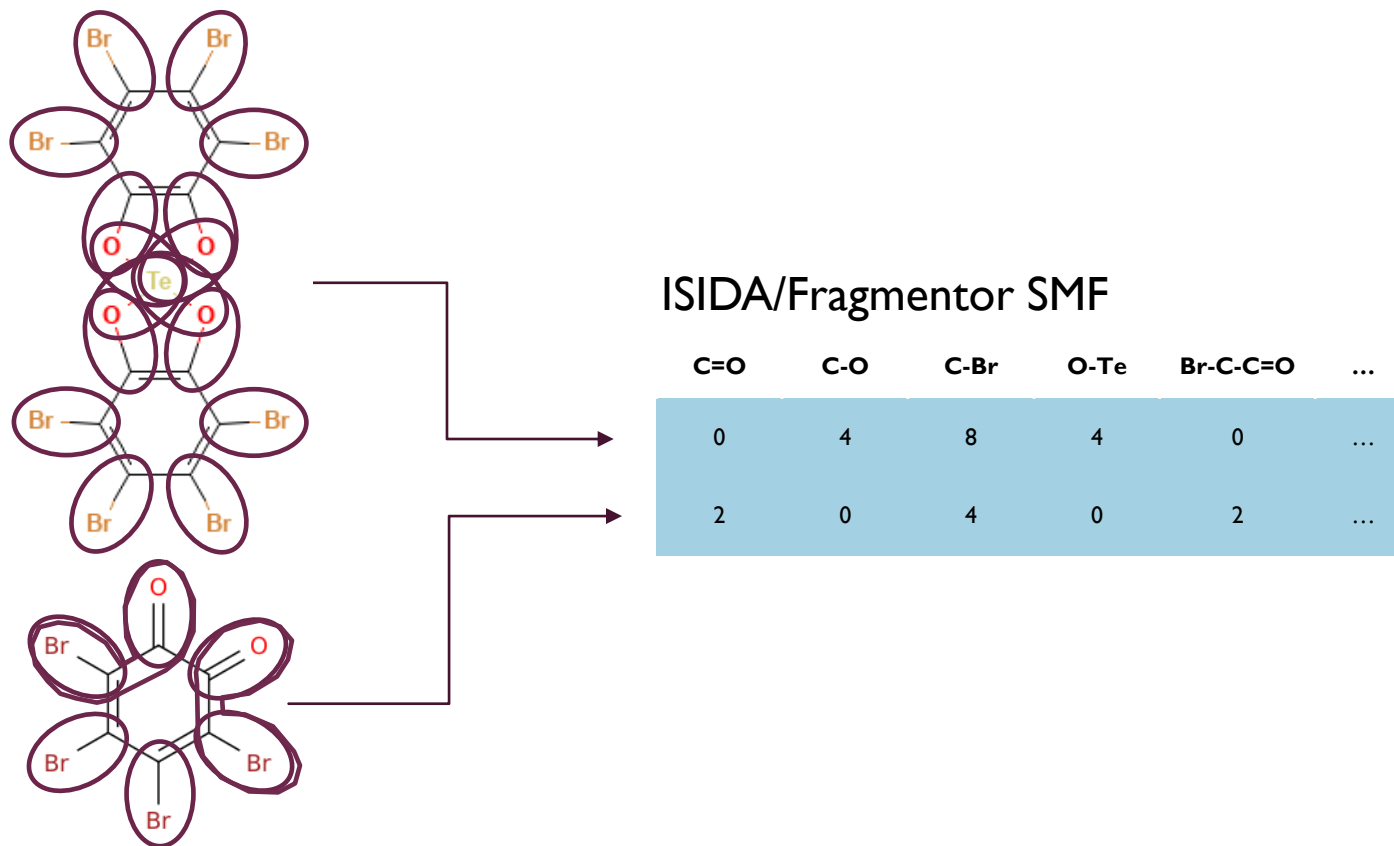 Br Br
Br Br
O O
Te
O O
Br Br
Br Br
ISIDA/Fragmentor SMF
C=O C-O C-Br O-Te Br-C-C=O ...
0 4 8 4 0 ...
2 0 4 0 2 ...
O
Br O
Br Br
Br